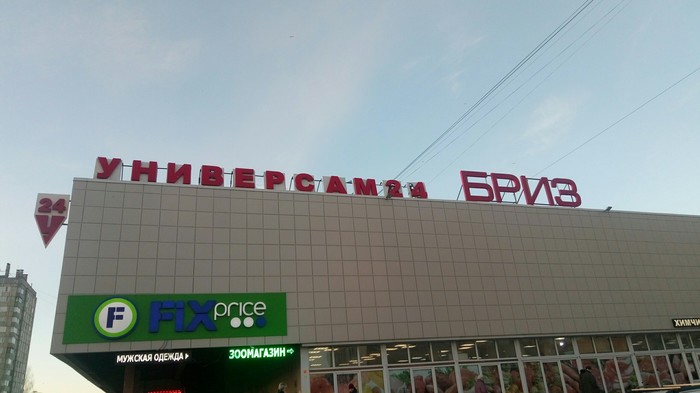 УНИВЕРСАМ 24 БРИЗ
24
У
F FiX price
МУЖСКАЯ ОДЕЖДА
ЗООМАГАЗИН